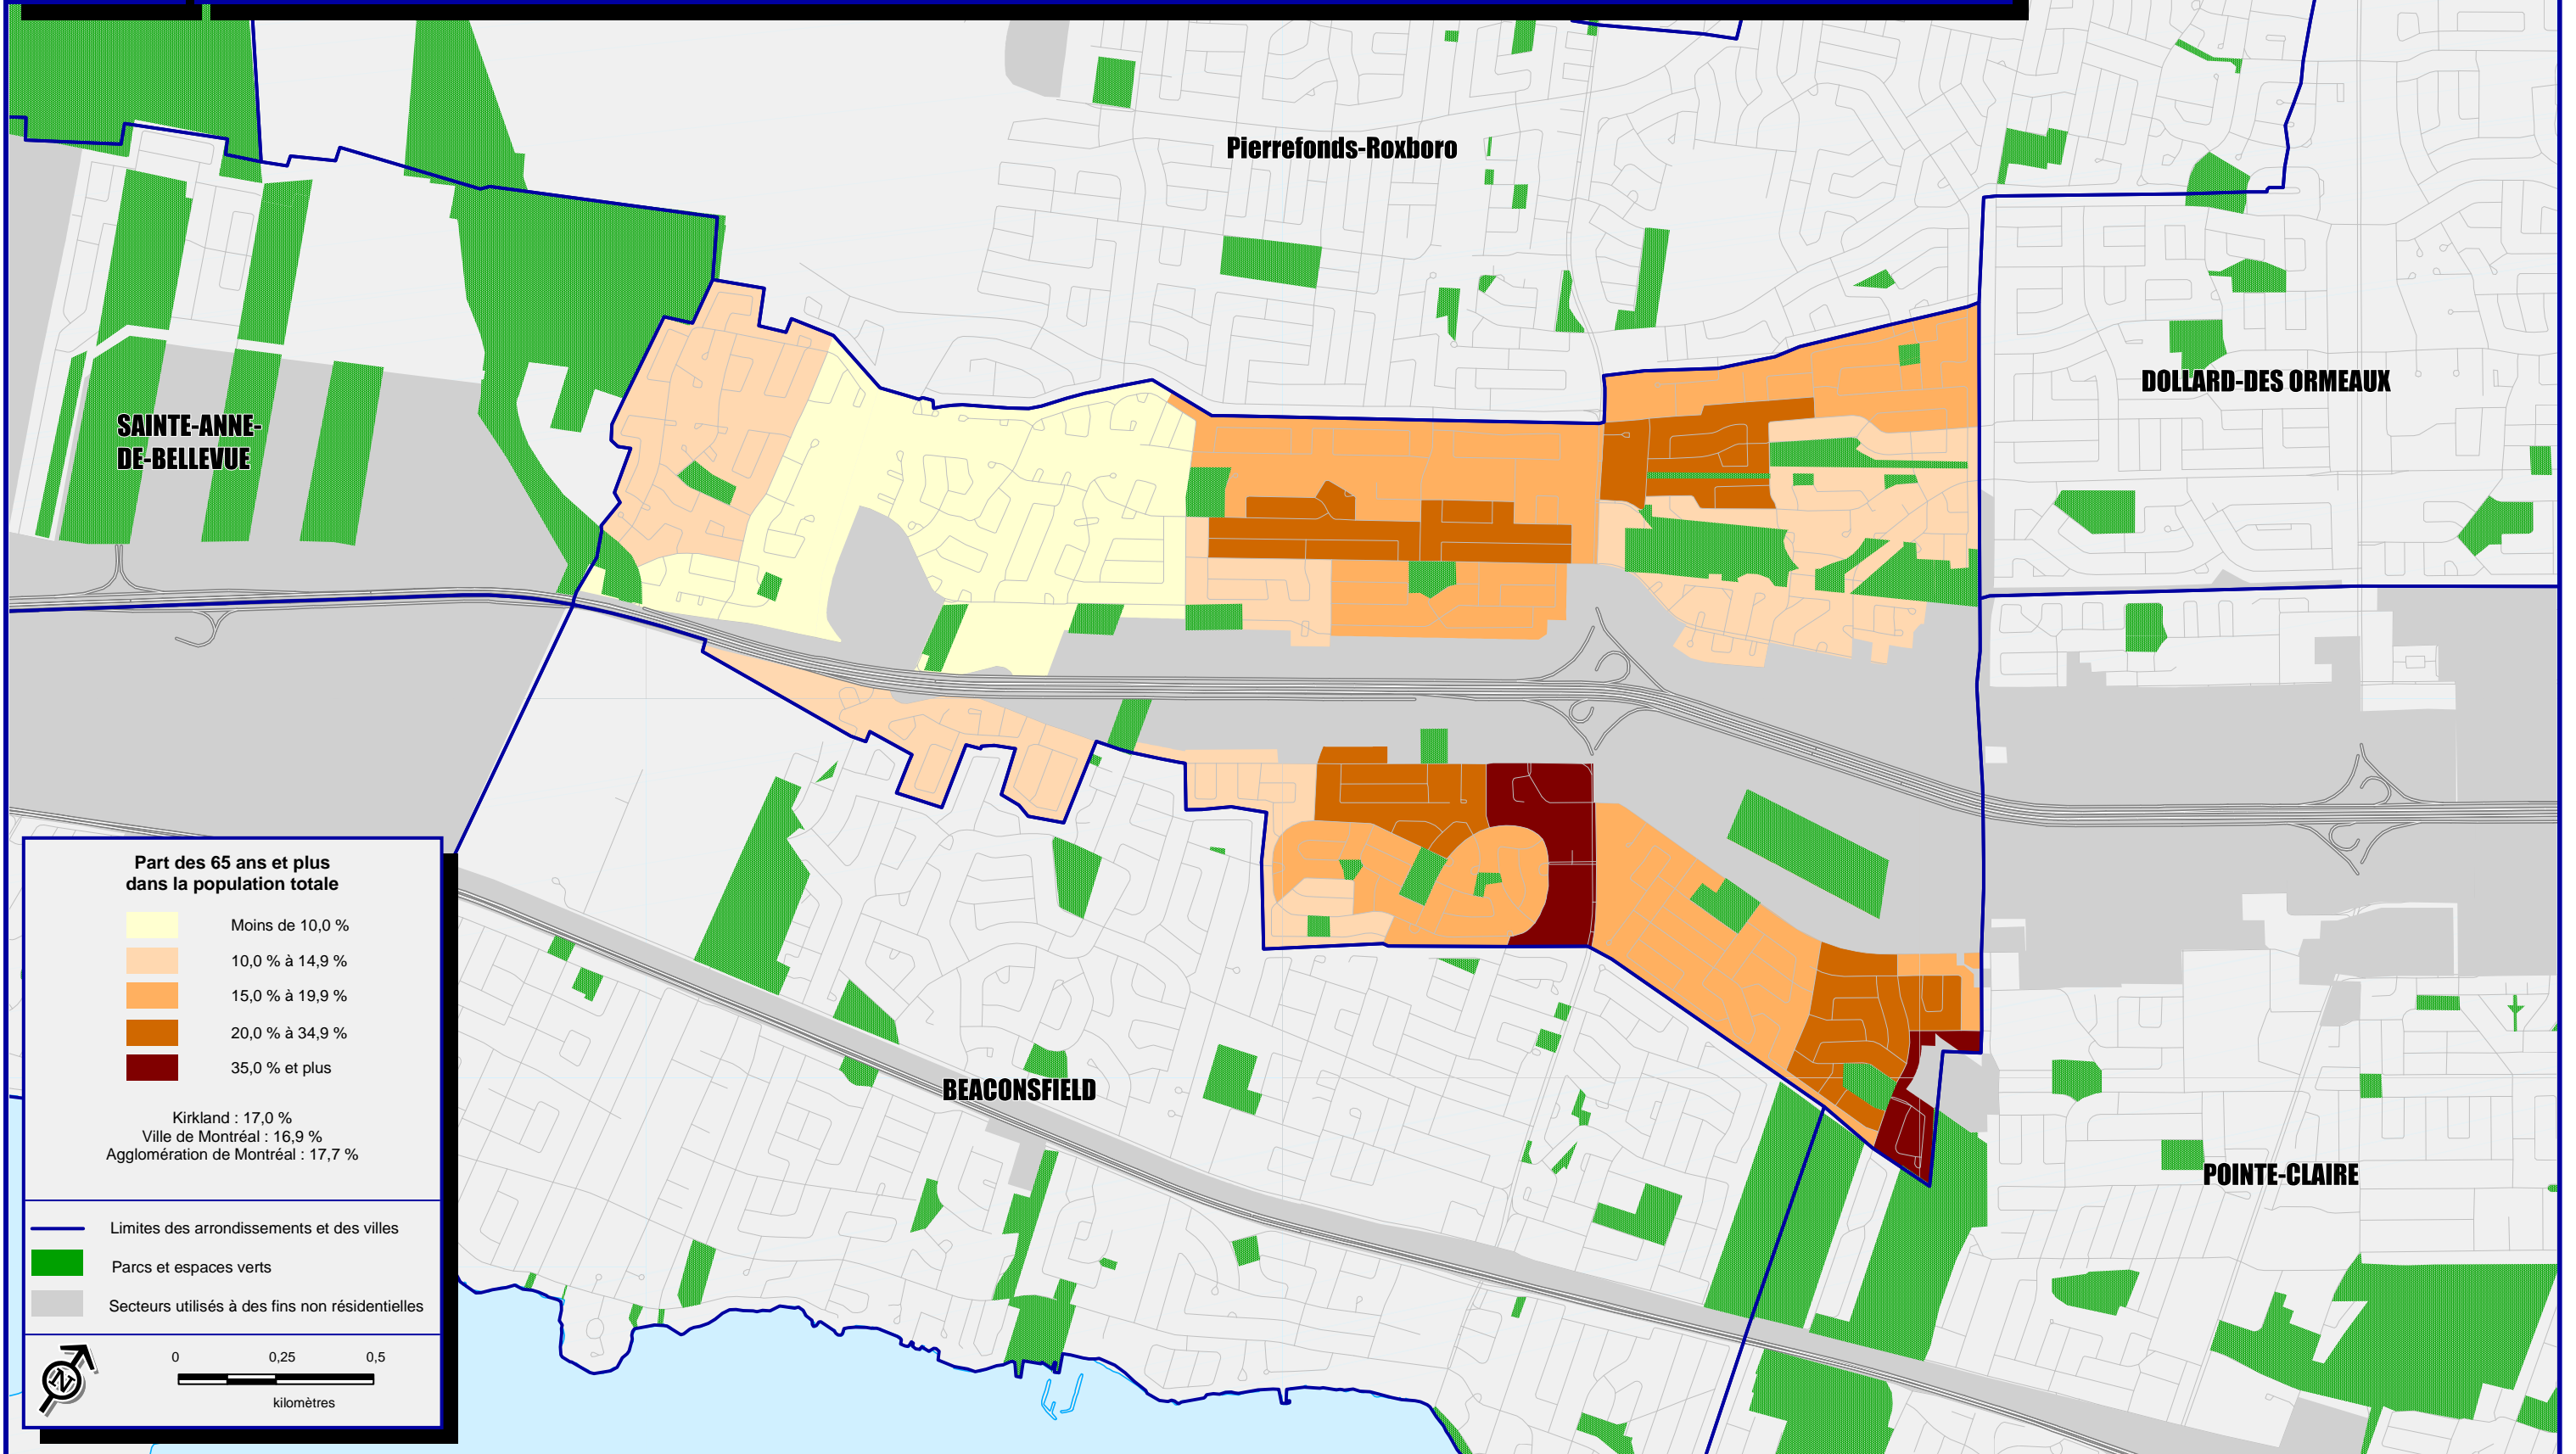 Pierrefonds-Roxboro
DOLLARD-DES ORMEAUX
SAINTE-ANNE-
DE-BELLEVUE
BEACONSFIELD
POINTE-CLAIRE
Part des 65 ans et plus
dans la population totale
Moins de 10,0 %
10,0 % à 14,9 %
15,0 % à 19,9 %
20,0 % à 34,9 %
35,0 % et plus
Kirkland : 17,0 %
Ville de Montréal : 16,9 %
Agglomération de Montréal : 17,7 %
Limites des arrondissements et des villes
Parcs et espaces verts
Secteurs utilisés à des fins non résidentielles
N
0 0,25 0,5
kilomètres